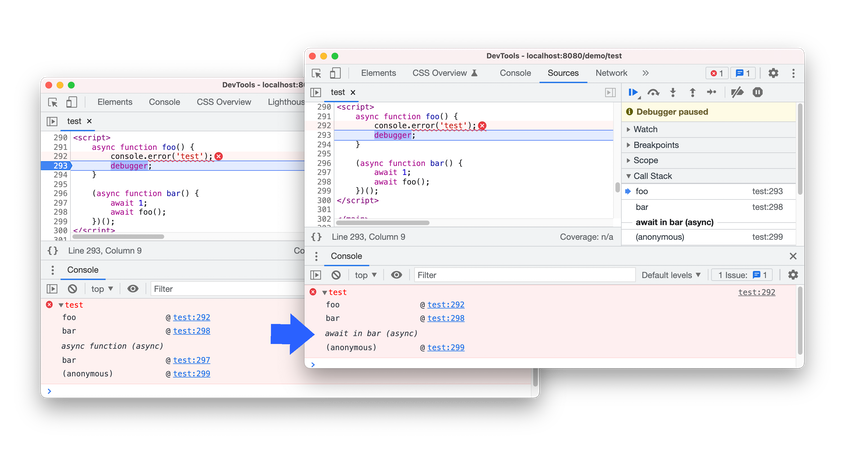 DevTools - localhost:8
Elements Console CSS Overview Lighthous
test ×
290 <script>
291 async function foo() {
292 console.error('test');
293 debugger;
294 }
295
296 (async function bar() {
297 await 1;
298 await foo();
299 })();
300 </script>
301
{} Line 293, Column 9 Co
Console
top ▼ Filter
▼test
foo @ test:292
bar @ test:298
async function (async)
bar @ test:297
(anonymous) @ test:299
>
DevTools - localhost:8080/demo/test
Elements CSS Overview Console Sources Network » 1 1
test ×
290 <script>
291 async function foo() {
292 console.error('test');
293 debugger;
294 }
295
296 (async function bar() {
297 await 1;
298 await foo();
299 })();
300 </script>
301
302
{} Line 293, Column 9 Coverage: n/a
Debugger paused
Watch
Breakpoints
Scope
Call Stack
foo test:293
bar test:298
await in bar (async)
(anonymous) test:299
Console ×
top ▼ Filter Default levels ▼ 1 Issue: 1
▼test test:292
foo @ test:292
bar @ test:298
await in bar (async)
(anonymous) @ test:299
>